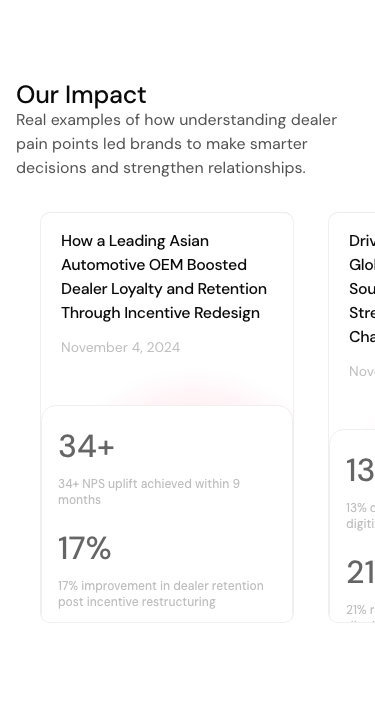 Our Impact
Real examples of how understanding dealer
pain points led brands to make smarter
decisions and strengthen relationships.
How a Leading Asian
Automotive OEM Boosted
Dealer Loyalty and Retention
Through Incentive Redesign
November 4, 2024
34+
34+ NPS uplift achieved within 9
months
17%
17% improvement in dealer retention
post incentive restructuring
Driv
Glo
Sou
Stre
Cha
Nov
13
13%
digiti
21
21% r